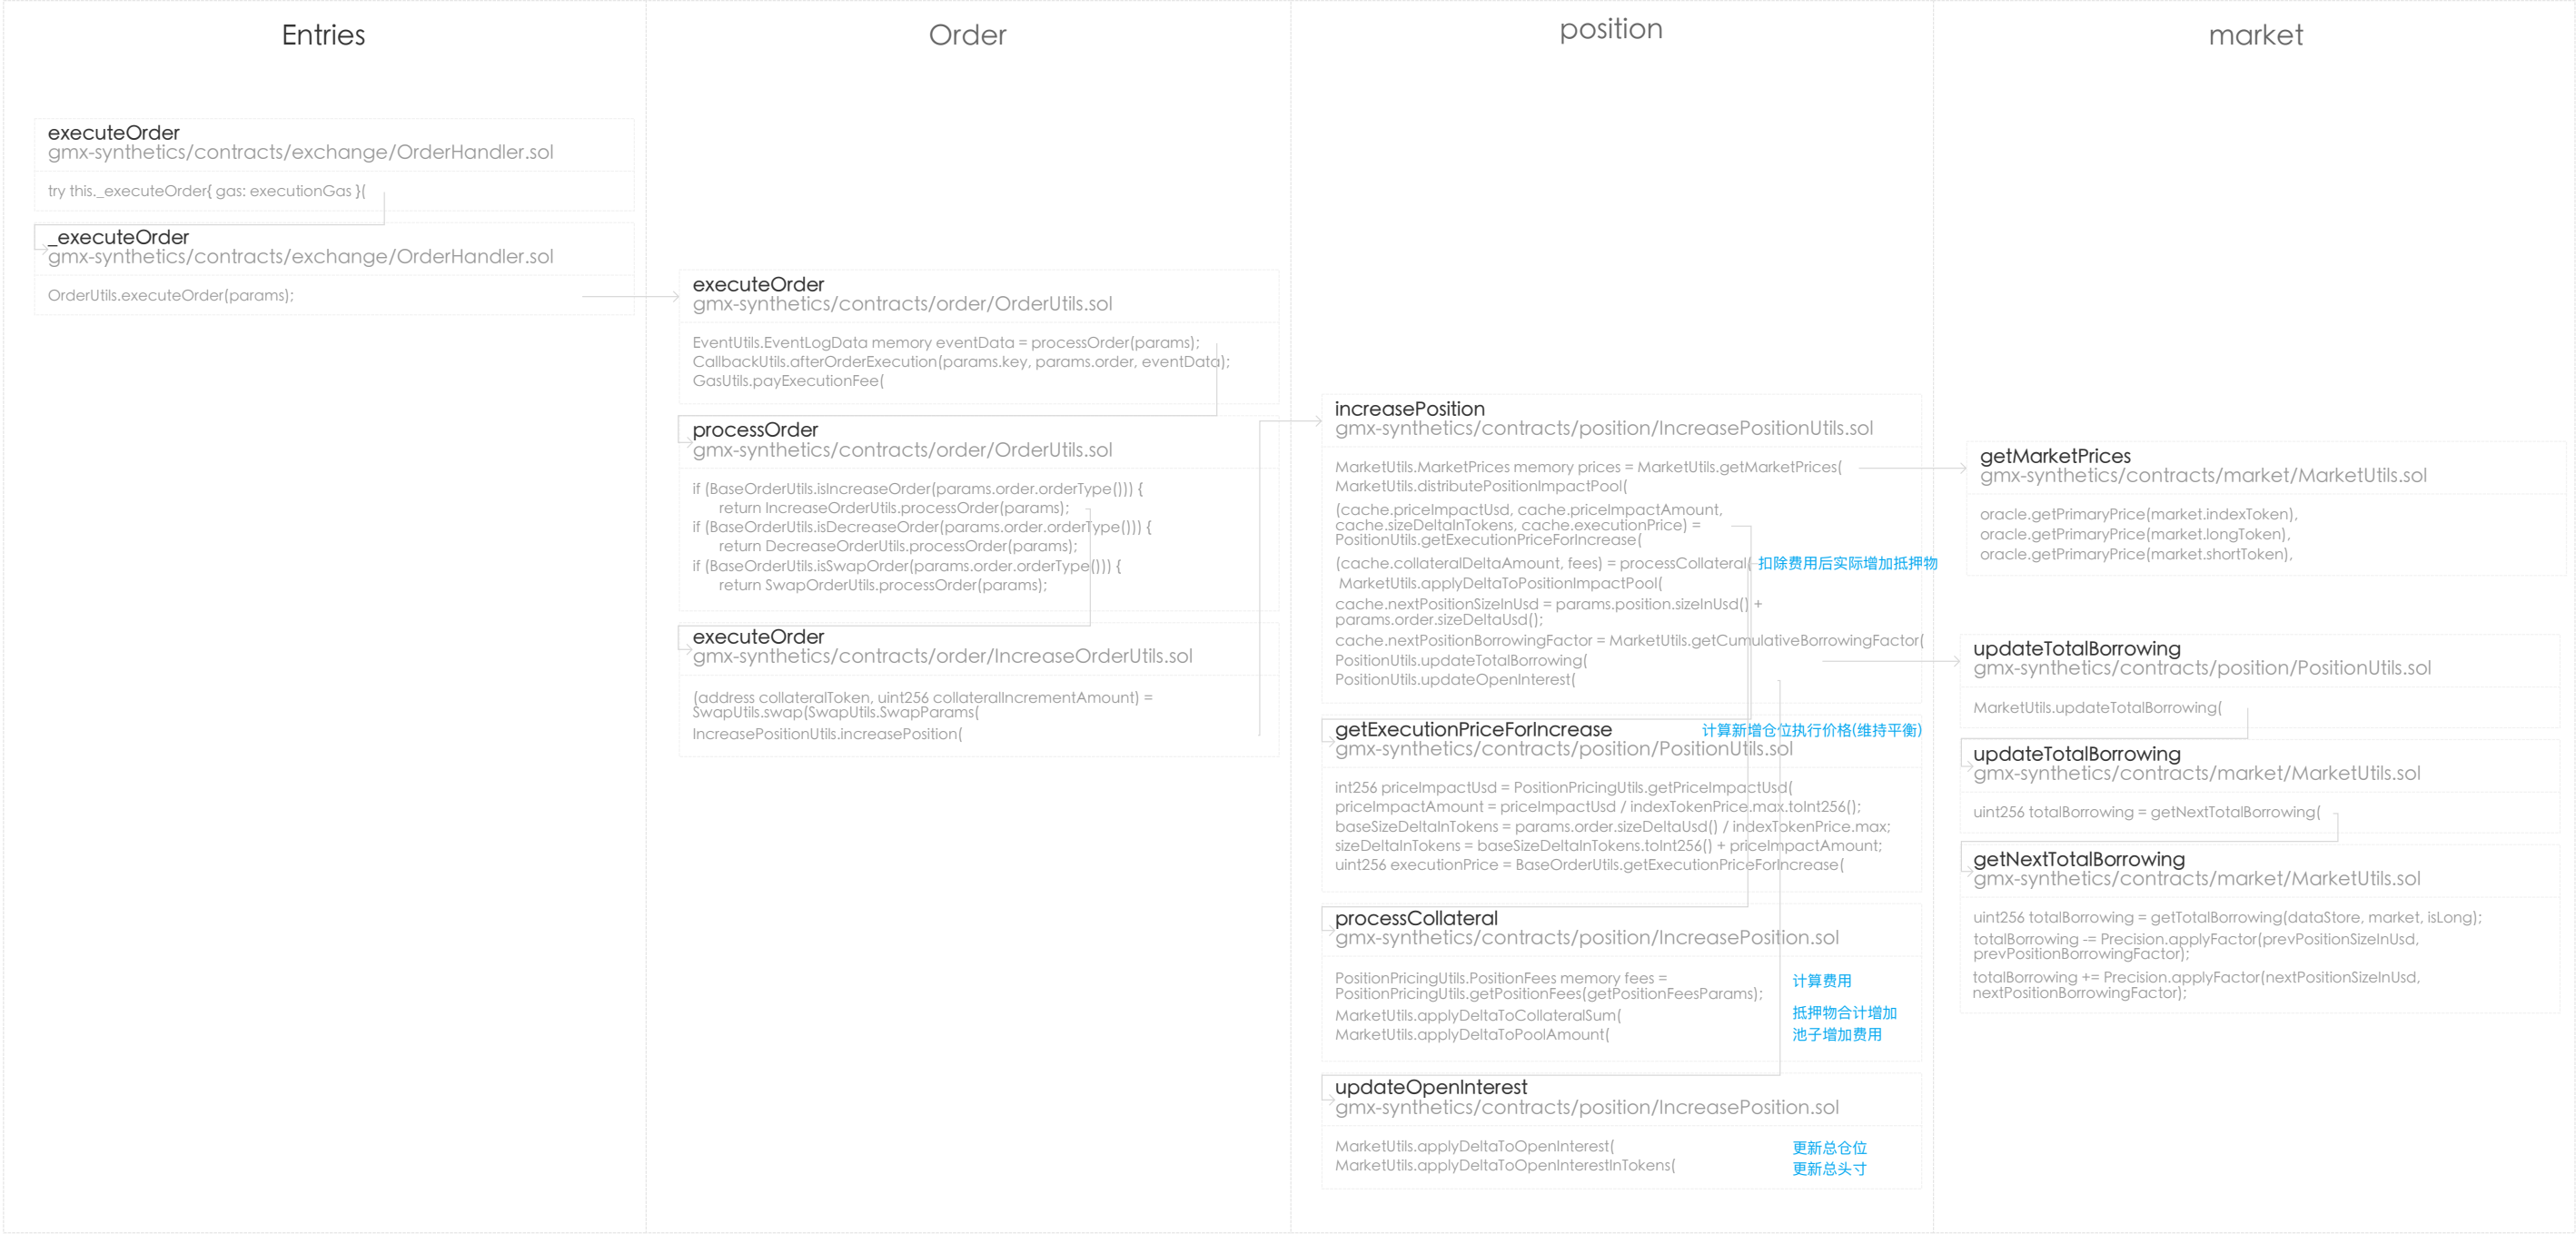 Entries
executeOrder
gmx-synthetics/contracts/exchange/OrderHandler.sol
try this._executeOrder{ gas: executionGas }(
_executeOrder
gmx-synthetics/contracts/exchange/OrderHandler.sol
OrderUtils.executeOrder(params);
Order
executeOrder
gmx-synthetics/contracts/order/OrderUtils.sol
EventUtils.EventLogData memory eventData = processOrder(params);
CallbackUtils.afterOrderExecution(params.key, params.order, eventData);
GasUtils.payExecutionFee(
processOrder
gmx-synthetics/contracts/order/OrderUtils.sol
if (BaseOrderUtils.isIncreaseOrder(params.order.orderType())) {
return IncreaseOrderUtils.processOrder(params);
if (BaseOrderUtils.isDecreaseOrder(params.order.orderType())) {
return DecreaseOrderUtils.processOrder(params);
if (BaseOrderUtils.isSwapOrder(params.order.orderType())) {
return SwapOrderUtils.processOrder(params);
executeOrder
gmx-synthetics/contracts/order/IncreaseOrderUtils.sol
(address collateralToken, uint256 collateralIncrementAmount) =
SwapUtils.swap(SwapUtils.SwapParams(
IncreasePositionUtils.increasePosition(
position
increasePosition
gmx-synthetics/contracts/position/IncreasePositionUtils.sol
MarketUtils.MarketPrices memory prices = MarketUtils.getMarketPrices(
MarketUtils.distributePositionImpactPool(
(cache.priceImpactUsd, cache.priceImpactAmount,
cache.sizeDeltaInTokens, cache.executionPrice) =
PositionUtils.getExecutionPriceForIncrease(
(cache.collateralDeltaAmount, fees) = processCollateral( 扣除费用后实际增加抵押物
MarketUtils.applyDeltaToPositionImpactPool(
cache.nextPositionSizeInUsd = params.position.sizeInUsd() +
params.order.sizeDeltaUsd();
cache.nextPositionBorrowingFactor = MarketUtils.getCumulativeBorrowingFactor(
PositionUtils.updateTotalBorrowing(
PositionUtils.updateOpenInterest(
getExecutionPriceForIncrease 计算新增仓位执行价格(维持平衡)
gmx-synthetics/contracts/position/PositionUtils.sol
int256 priceImpactUsd = PositionPricingUtils.getPriceImpactUsd(
priceImpactAmount = priceImpactUsd / indexTokenPrice.max.toInt256();
baseSizeDeltaInTokens = params.order.sizeDeltaUsd() / indexTokenPrice.max;
sizeDeltaInTokens = baseSizeDeltaInTokens.toInt256() + priceImpactAmount;
uint256 executionPrice = BaseOrderUtils.getExecutionPriceForIncrease(
processCollateral
gmx-synthetics/contracts/position/IncreasePosition.sol
PositionPricingUtils.PositionFees memory fees = 计算费用
PositionPricingUtils.getPositionFees(getPositionFeesParams);
MarketUtils.applyDeltaToCollateralSum( 抵押物合计增加
MarketUtils.applyDeltaToPoolAmount( 池子增加费用
updateOpenInterest
gmx-synthetics/contracts/position/IncreasePosition.sol
MarketUtils.applyDeltaToOpenInterest( 更新总仓位
MarketUtils.applyDeltaToOpenInterestInTokens( 更新总头寸
market
getMarketPrices
gmx-synthetics/contracts/market/MarketUtils.sol
oracle.getPrimaryPrice(market.indexToken),
oracle.getPrimaryPrice(market.longToken),
oracle.getPrimaryPrice(market.shortToken),
updateTotalBorrowing
gmx-synthetics/contracts/position/PositionUtils.sol
MarketUtils.updateTotalBorrowing(
updateTotalBorrowing
gmx-synthetics/contracts/market/MarketUtils.sol
uint256 totalBorrowing = getNextTotalBorrowing(
getNextTotalBorrowing
gmx-synthetics/contracts/market/MarketUtils.sol
uint256 totalBorrowing = getTotalBorrowing(dataStore, market, isLong);
totalBorrowing -= Precision.applyFactor(prevPositionSizeInUsd,
prevPositionBorrowingFactor);
totalBorrowing += Precision.applyFactor(nextPositionSizeInUsd,
nextPositionBorrowingFactor);